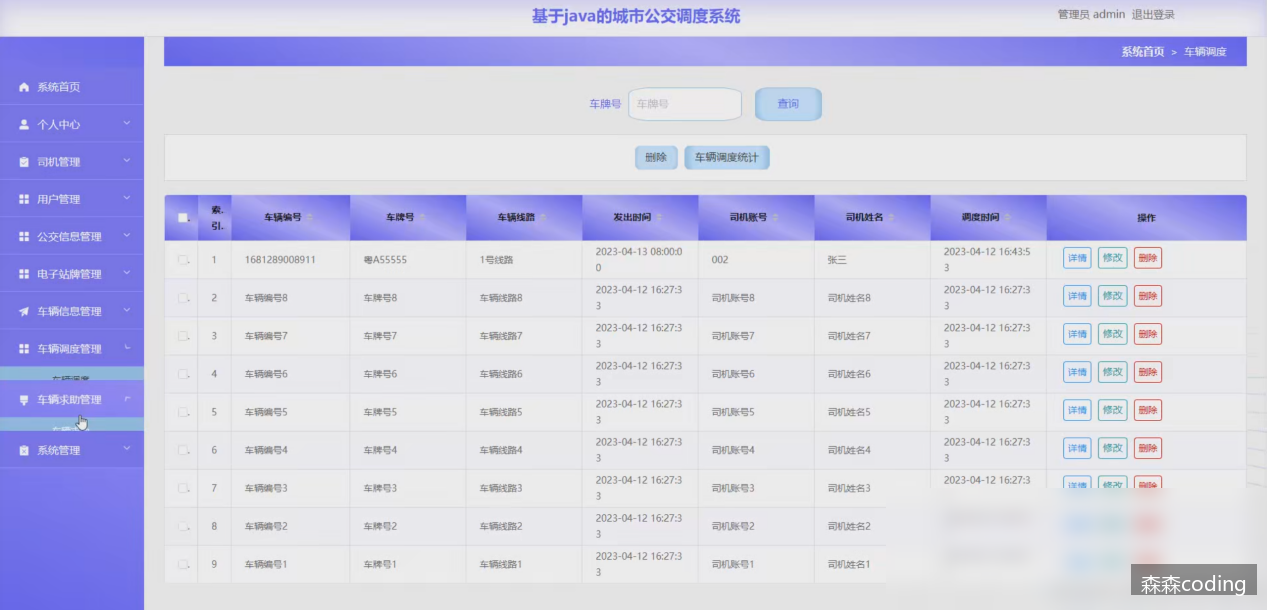 基于java的城市公交调度系统
管理员 admin 退出登录
系统首页 > 车辆调度
系统首页
个人中心
司机管理
用户管理
公交信息管理
电子站牌管理
车辆信息管理
车辆调度管理
车辆调度
车辆求助管理
系统管理
车牌号 车牌号 查询
删除 车辆调度统计
索. 引. 车辆编号 车牌号 车辆线路 发出时间 司机账号 司机姓名 调度时间 操作
1 1681289008911 粤A55555 1号线路 2023-04-13 08:00:00 002 张三 2023-04-12 16:43:53 详情 修改 删除
2 车辆编号8 车牌号8 车辆线路8 2023-04-12 16:27:33 司机账号8 司机姓名8 2023-04-12 16:27:33 详情 修改 删除
3 车辆编号7 车牌号7 车辆线路7 2023-04-12 16:27:33 司机账号7 司机姓名7 2023-04-12 16:27:33 详情 修改 删除
4 车辆编号6 车牌号6 车辆线路6 2023-04-12 16:27:33 司机账号6 司机姓名6 2023-04-12 16:27:33 详情 修改 删除
5 车辆编号5 车牌号5 车辆线路5 2023-04-12 16:27:33 司机账号5 司机姓名5 2023-04-12 16:27:33 详情 修改 删除
6 车辆编号4 车牌号4 车辆线路4 2023-04-12 16:27:33 司机账号4 司机姓名4 2023-04-12 16:27:33 详情 修改 删除
7 车辆编号3 车牌号3 车辆线路3 2023-04-12 16:27:33 司机账号3 司机姓名3 2023-04-12 16:27:3 详情 修改 删除
8 车辆编号2 车牌号2 车辆线路2 2023-04-12 16:27:33 司机账号2 司机姓名2
9 车辆编号1 车牌号1 车辆线路1 2023-04-12 16:27:33 司机账号1 司机姓名1
森森coding